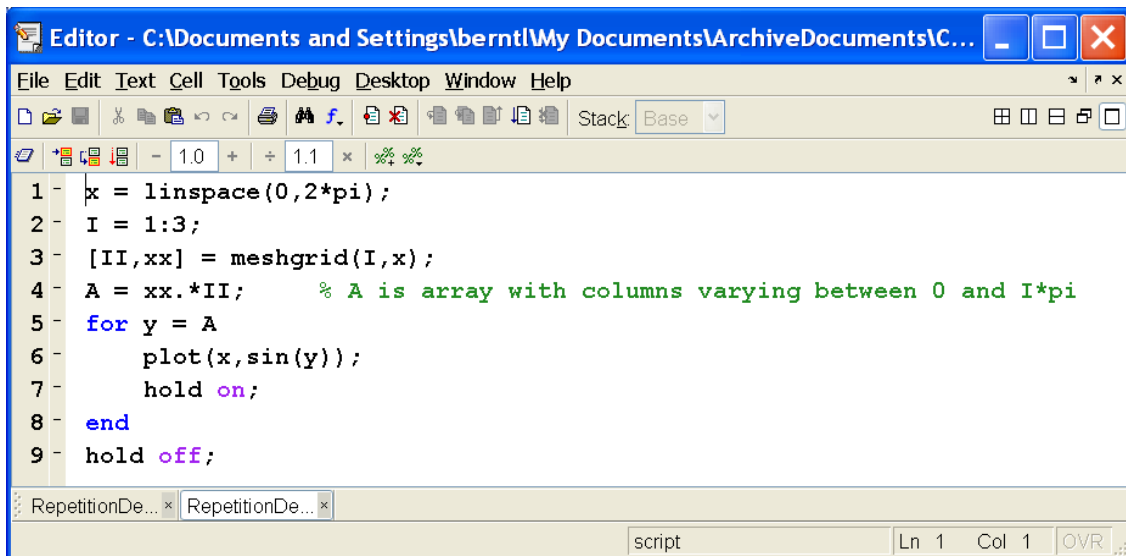 Editor - C:\Documents and Settings\berntl\My Documents\ArchiveDocuments\C...
File Edit Text Cell Tools Debug Desktop Window Help
Stack: Base
- 1.0 + ÷ 1.1 ×
1 - x = linspace(0,2*pi);
2 - I = 1:3;
3 - [II,xx] = meshgrid(I,x);
4 - A = xx.*II;     % A is array with columns varying between 0 and I*pi
5 - for y = A
6 -     plot(x,sin(y));
7 -     hold on;
8 - end
9 - hold off;
RepetitionDe... × RepetitionDe... ×
script Ln 1 Col 1 OVR